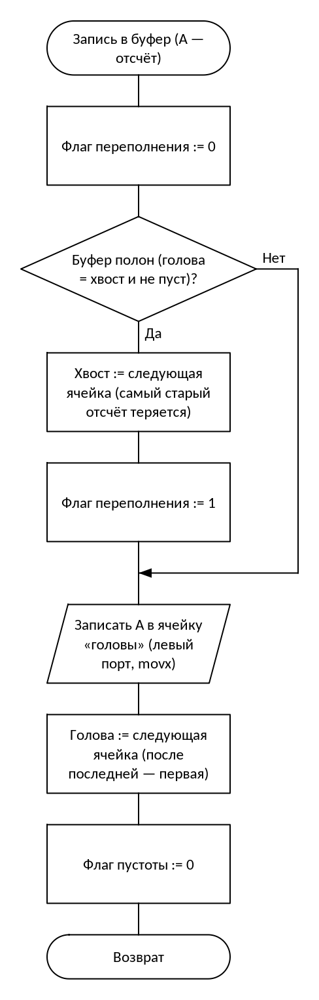 Запись в буфер (А —
отсчёт)
Флаг переполнения := 0
Буфер полон (голова
= хвост и не пуст)?
Нет
Да
Хвост := следующая
ячейка (самый старый
отсчёт теряется)
Флаг переполнения := 1
Записать А в ячейку
«головы» (левый
порт, movx)
Голова := следующая
ячейка (после
последней — первая)
Флаг пустоты := 0
Возврат